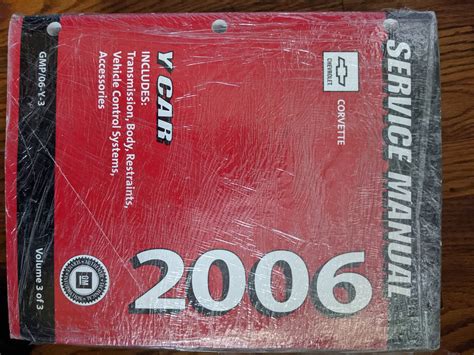 SERVICE MANUAL
CHEVROLET
CORVETTE
2006
Y CAR
INCLUDES:
Transmission, Body, Restraints,
Vehicle Control Systems,
Accessories
GM
GMP/06-Y-3
Volume 3 of 3